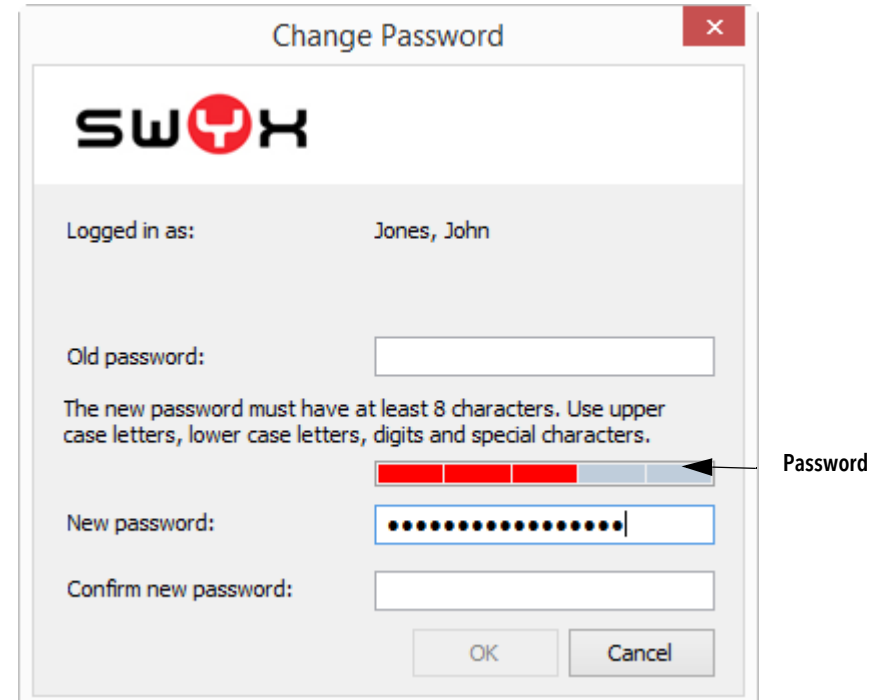 Change Password
swyx
Logged in as: Jones, John
Old password:
The new password must have at least 8 characters. Use upper
case letters, lower case letters, digits and special characters.
Password
New password: •••••••••••••••••
Confirm new password:
OK Cancel